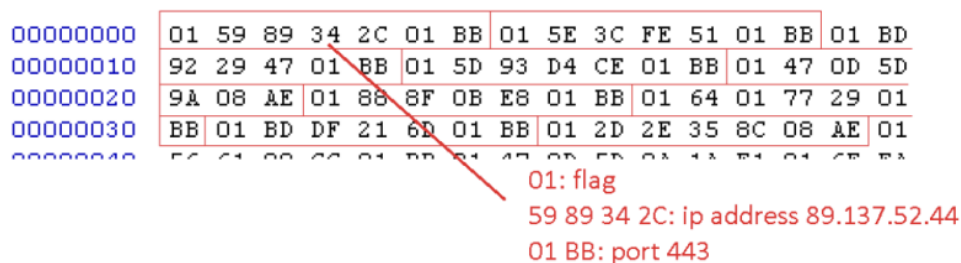 00000000 01 59 89 34 2C 01 BB 01 5E 3C FE 51 01 BB 01 BD
00000010 92 29 47 01 BB 01 5D 93 D4 CE 01 BB 01 47 0D 5D
00000020 9A 08 AE 01 88 8F 0B E8 01 BB 01 64 01 77 29 01
00000030 BB 01 BD DF 21 6D 01 BB 01 2D 2E 35 8C 08 AE 01
01: flag
59 89 34 2C: ip address 89.137.52.44
01 BB: port 443